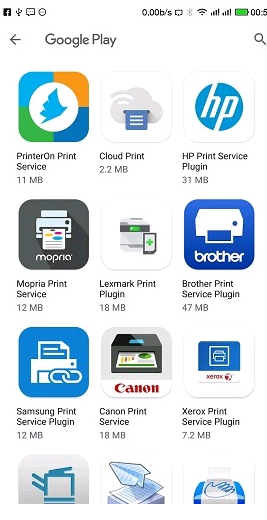 0.00b/s 00:5
Google Play
hp
PrinterOn Print
Service
11 MB
Cloud Print
2.2 MB
HP Print Service
Plugin
31 MB
mopria
brother
Mopria Print
Service
12 MB
Lexmark Print
Plugin
18 MB
Brother Print
Service Plugin
47 MB
Canon
xerox
Samsung Print
Service Plugin
12 MB
Canon Print
Service
18 MB
Xerox Print
Service Plugin
7.2 MB